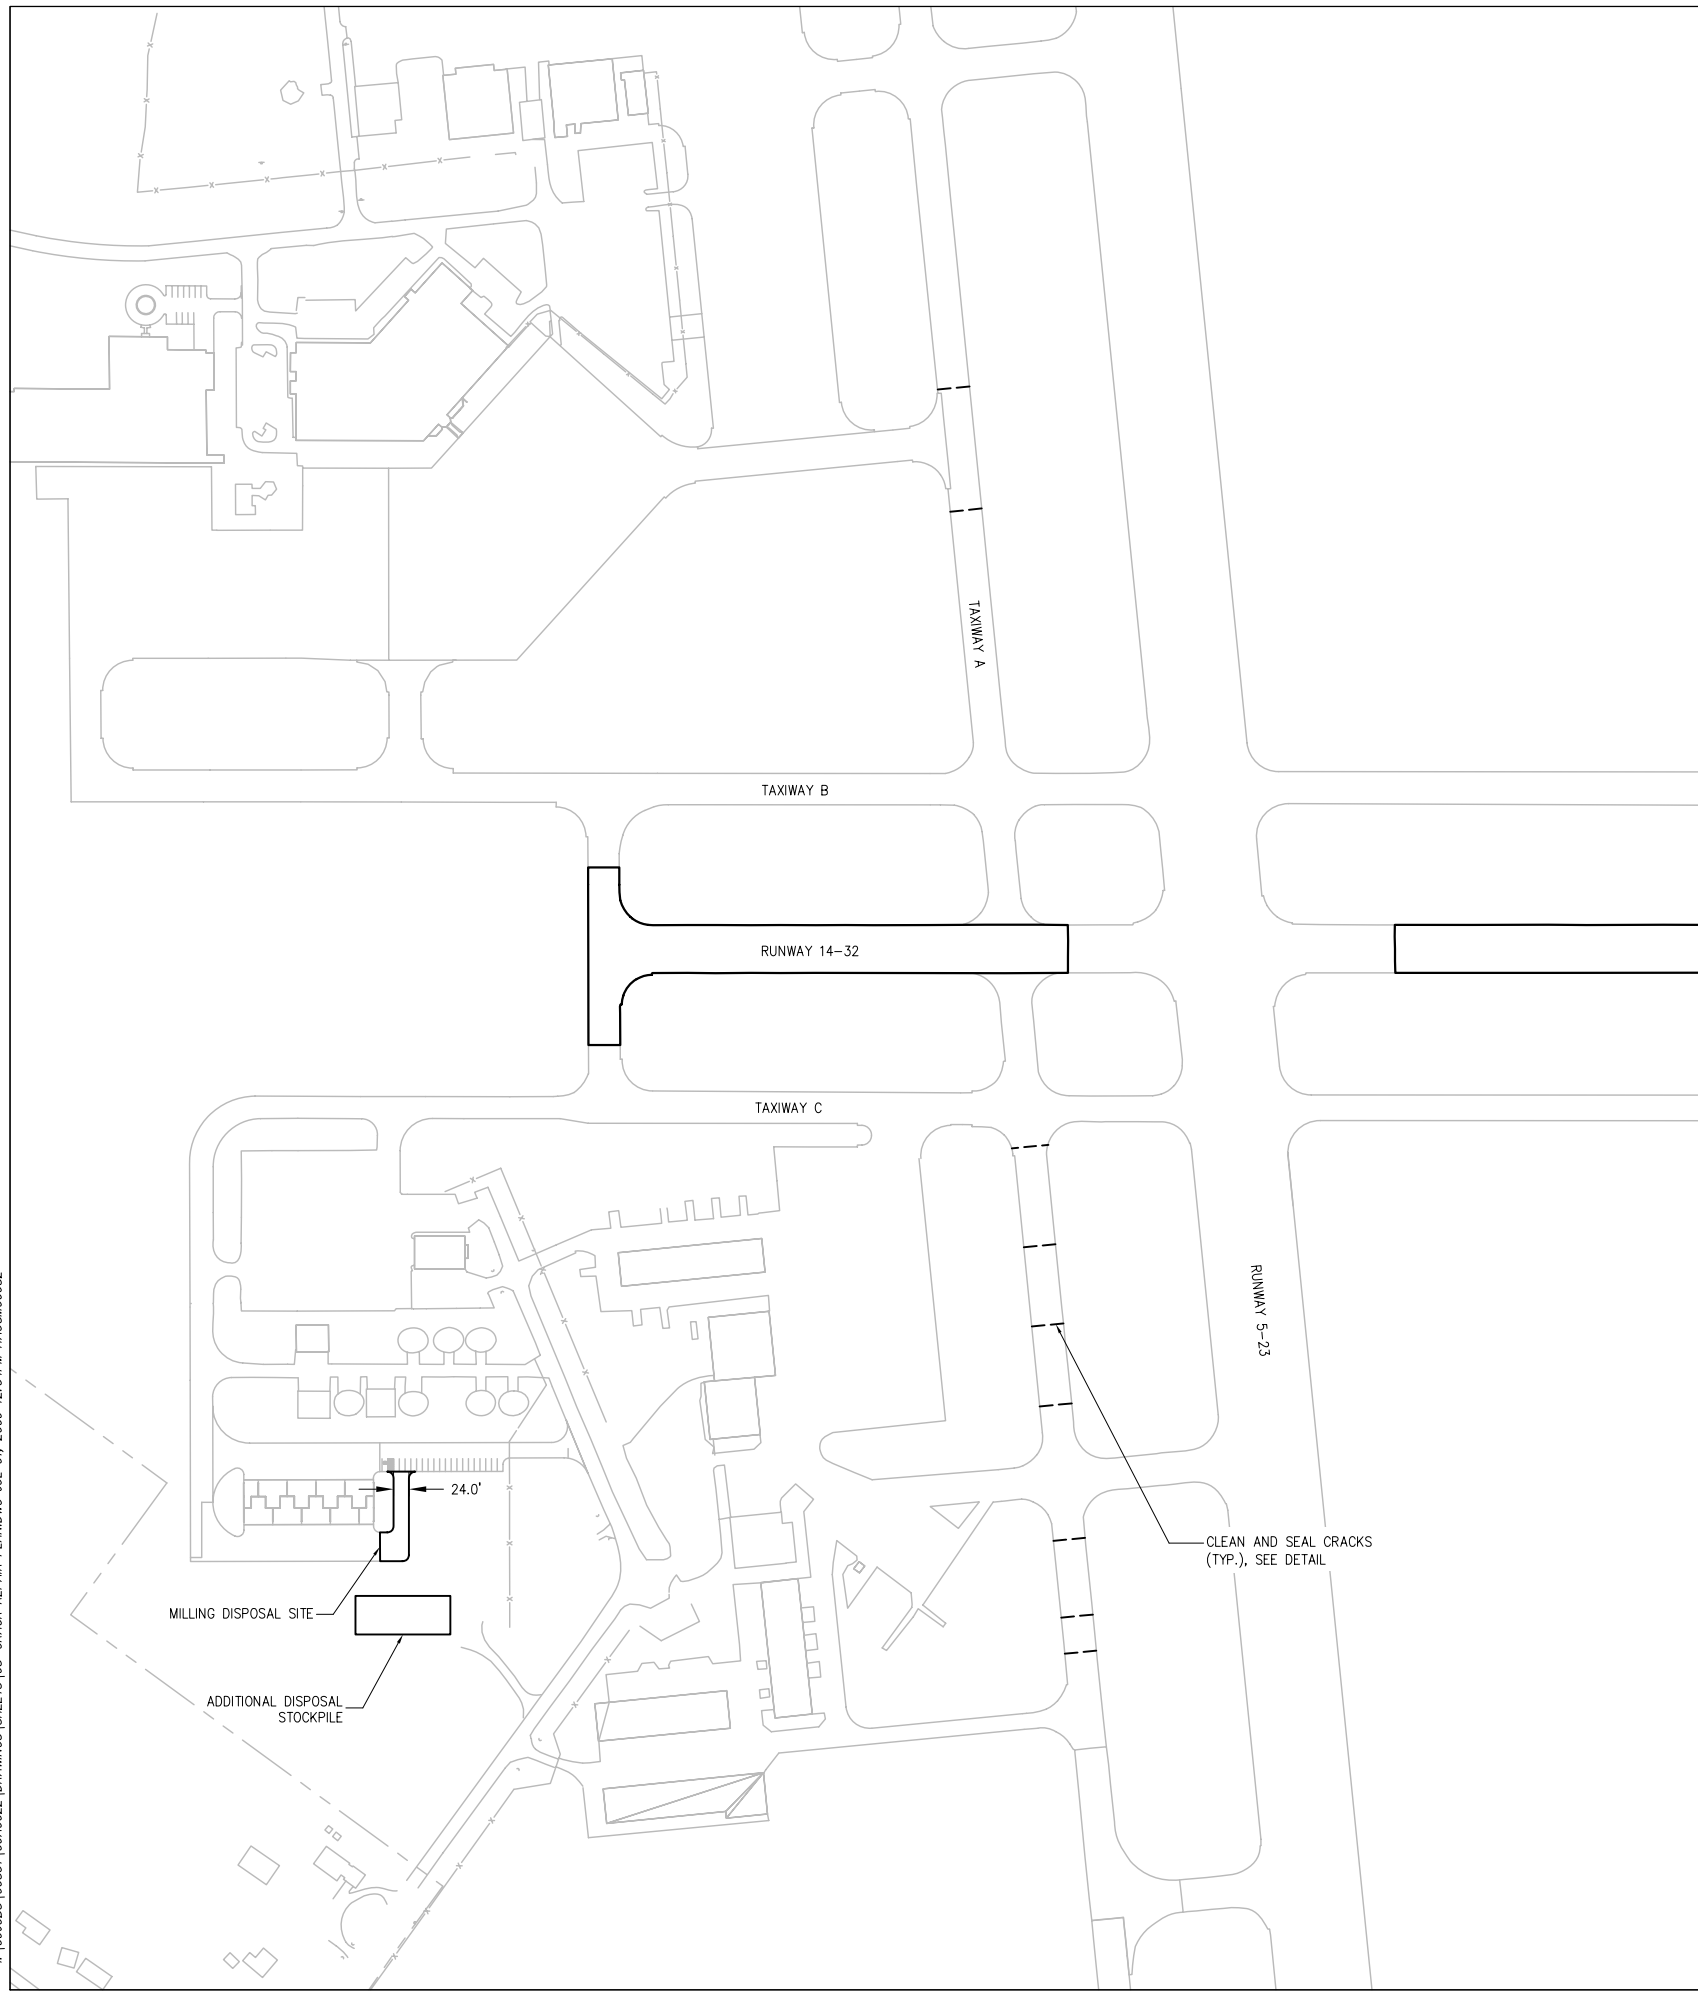 TAXIWAY A
TAXIWAY B
RUNWAY 14-32
TAXIWAY C
RUNWAY 5-23
24.0'
CLEAN AND SEAL CRACKS
(TYP.), SEE DETAIL
MILLING DISPOSAL SITE
ADDITIONAL DISPOSAL
STOCKPILE